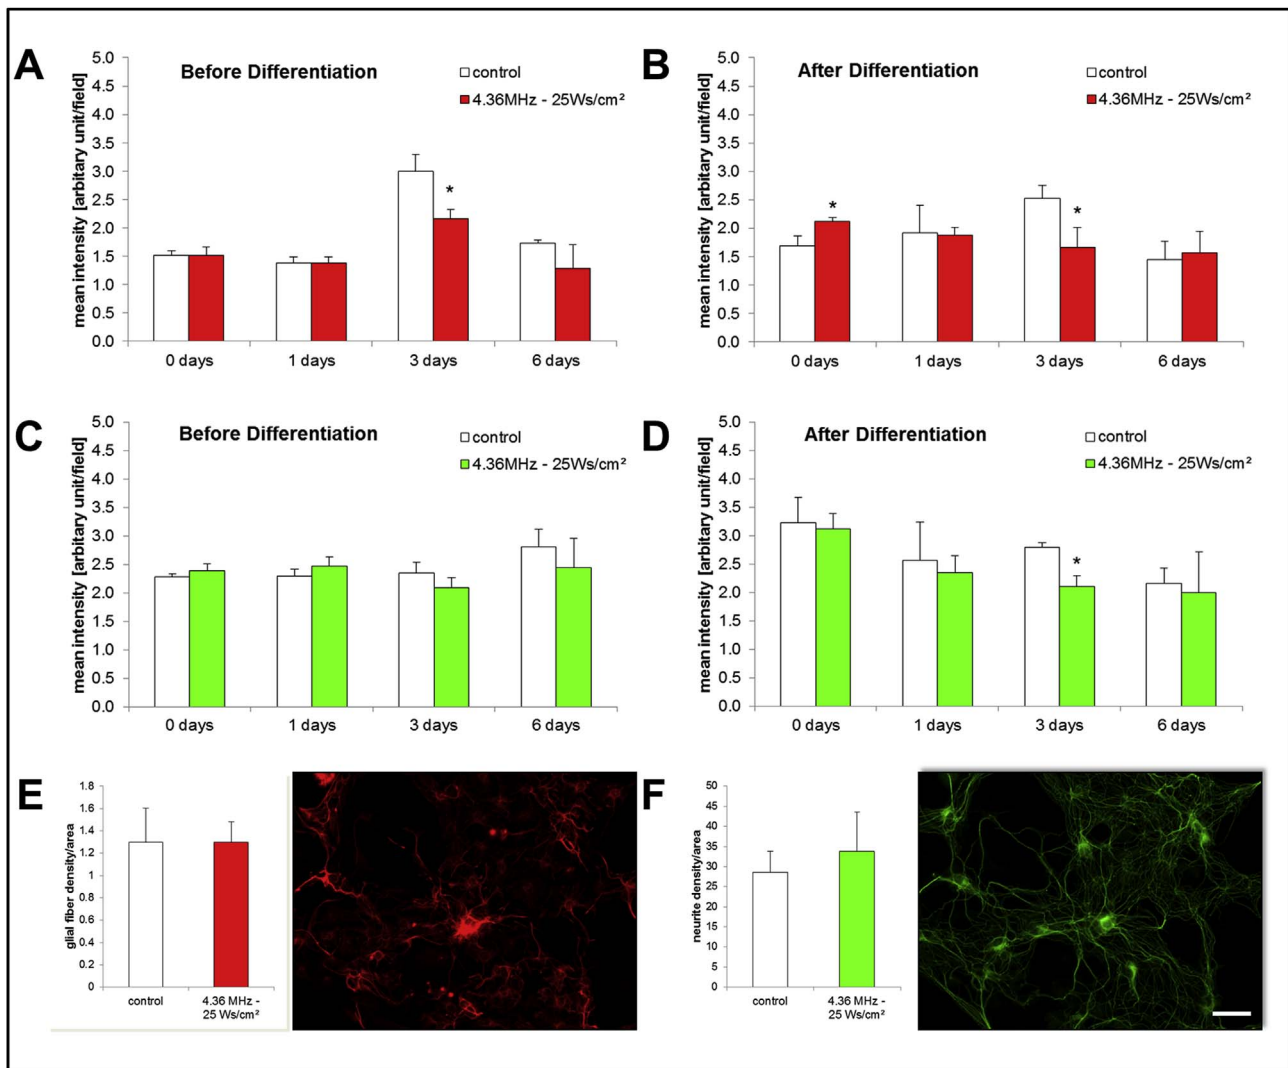 A
Before Differentiation
control
4.36MHz - 25Ws/cm²
mean intensity [arbitary unit/field]
5.0
4.5
4.0
3.5
3.0
2.5
2.0
1.5
1.0
0.5
0.0
0 days
1 days
3 days
6 days
*
B
After Differentiation
control
4.36MHz - 25Ws/cm²
mean intensity [arbitary unit/field]
5.0
4.5
4.0
3.5
3.0
2.5
2.0
1.5
1.0
0.5
0.0
0 days
1 days
3 days
6 days
*
*
C
Before Differentiation
control
4.36MHz - 25Ws/cm²
mean intensity [arbitary unit/field]
5.0
4.5
4.0
3.5
3.0
2.5
2.0
1.5
1.0
0.5
0.0
0 days
1 days
3 days
6 days
D
After Differentiation
control
4.36MHz - 25Ws/cm²
mean intensity [arbitary unit/field]
5.0
4.5
4.0
3.5
3.0
2.5
2.0
1.5
1.0
0.5
0.0
0 days
1 days
3 days
6 days
*
E
glial fiber density/area
1.8
1.6
1.4
1.2
1
0.8
0.6
0.4
0.2
0
control
4.36 MHz -
25 Ws/cm²
F
neurite density/area
50
45
40
35
30
25
20
15
10
5
0
control
4.36 MHz -
25 Ws/cm²